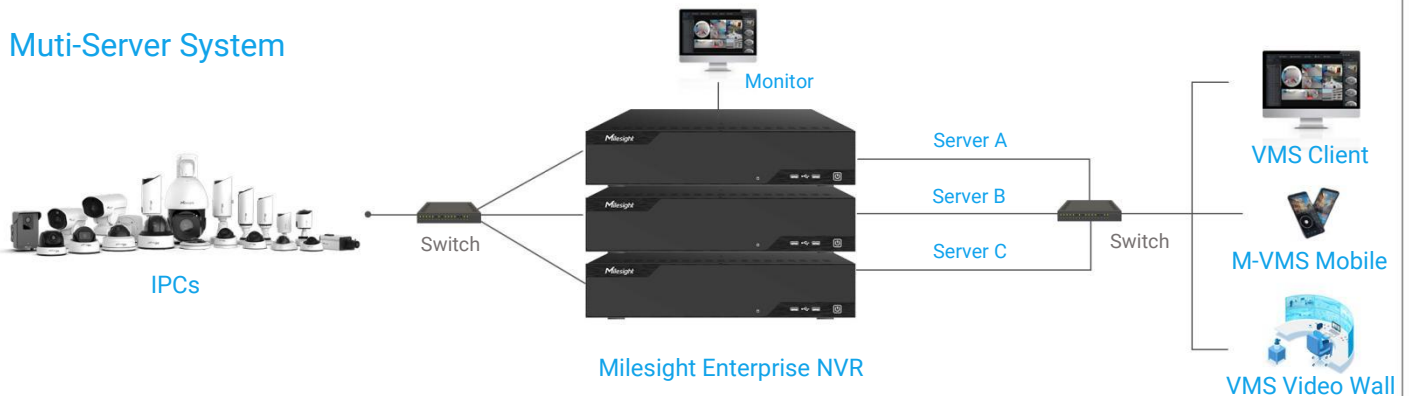 Muti-Server System
Monitor
Milesight
Server A
VMS Client
Milesight
Server B
Switch
Switch
Server C
M-VMS Mobile
Milesight
IPCs
Milesight Enterprise NVR
VMS Video Wall